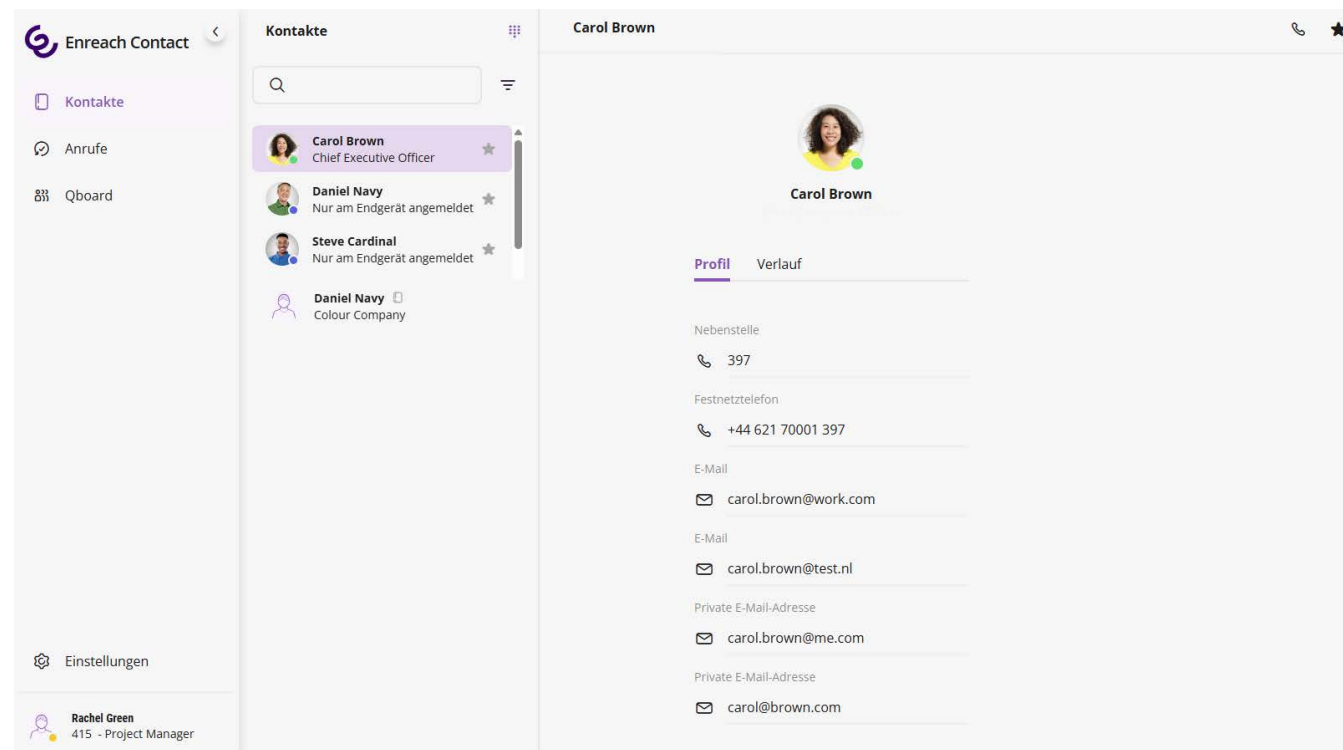 Enreach Contact
Kontakte
Anrufe
Qboard
Einstellungen
Rachel Green
415 - Project Manager
Kontakte
Carol Brown
Chief Executive Officer
Daniel Navy
Nur am Endgerät angemeldet
Steve Cardinal
Nur am Endgerät angemeldet
Daniel Navy
Colour Company
Carol Brown
Carol Brown
Profil Verlauf
Nebenstelle
397
Festnetztelefon
+44 621 70001 397
E-Mail
carol.brown@work.com
E-Mail
carol.brown@test.nl
Private E-Mail-Adresse
carol.brown@me.com
Private E-Mail-Adresse
carol@brown.com